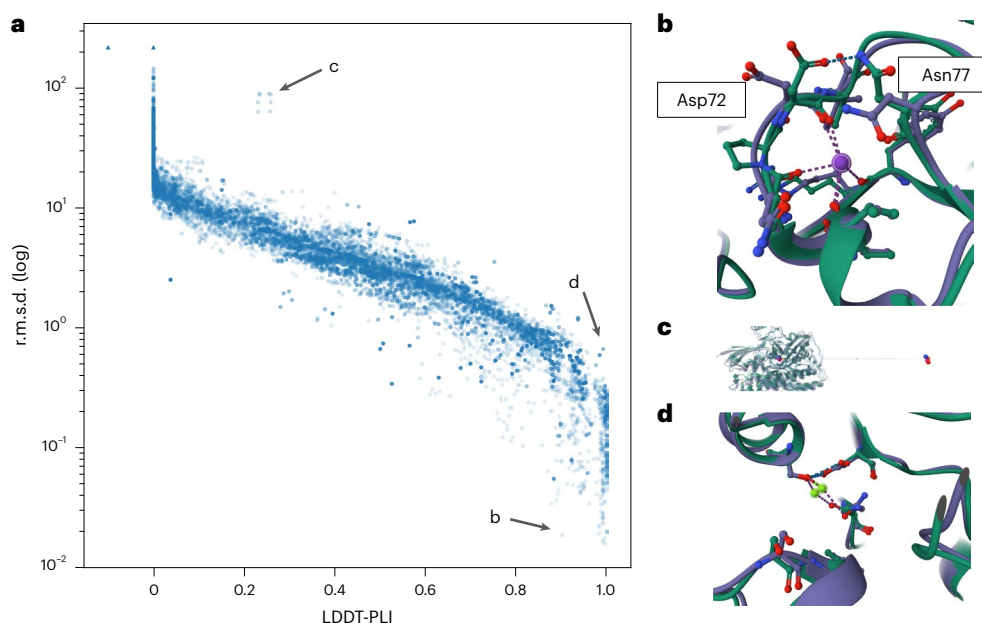 a
10²
10¹
10⁰
10⁻¹
10⁻²
r.m.s.d. (log)
0
0.2
0.4
0.6
0.8
1.0
LDDT-PLI
c
d
b
b
Asp72
Asn77
c
d